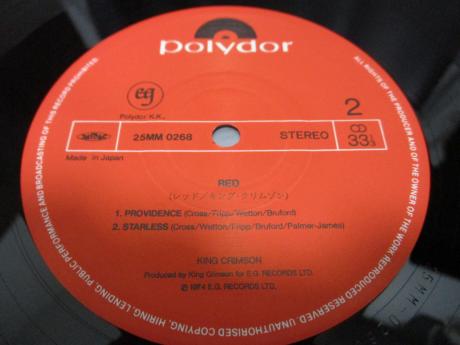 polydor
eg
Polydor K.K.
2
25MM 0268
STEREO
33 1/3
Made in Japan
RED
(レッド／キング・クリムゾン)
1. PROVIDENCE (Cross/Fripp/Wetton/Bruford)
2. STARLESS (Cross/Wetton/Fripp/Bruford/Palmer-James)
KING CRIMSON
Produced by King Crimson for E.G. RECORDS LTD.
℗ 1974 E.G. RECORDS LTD.
ALL RIGHTS OF THE PRODUCER AND OF THE OWNER OF THE WORK REPRODUCED RESERVED. UNAUTHORISED COPYING, HIRING, LENDING, PUBLIC PERFORMANCE AND BROADCASTING OF THIS RECORD PROHIBITED.